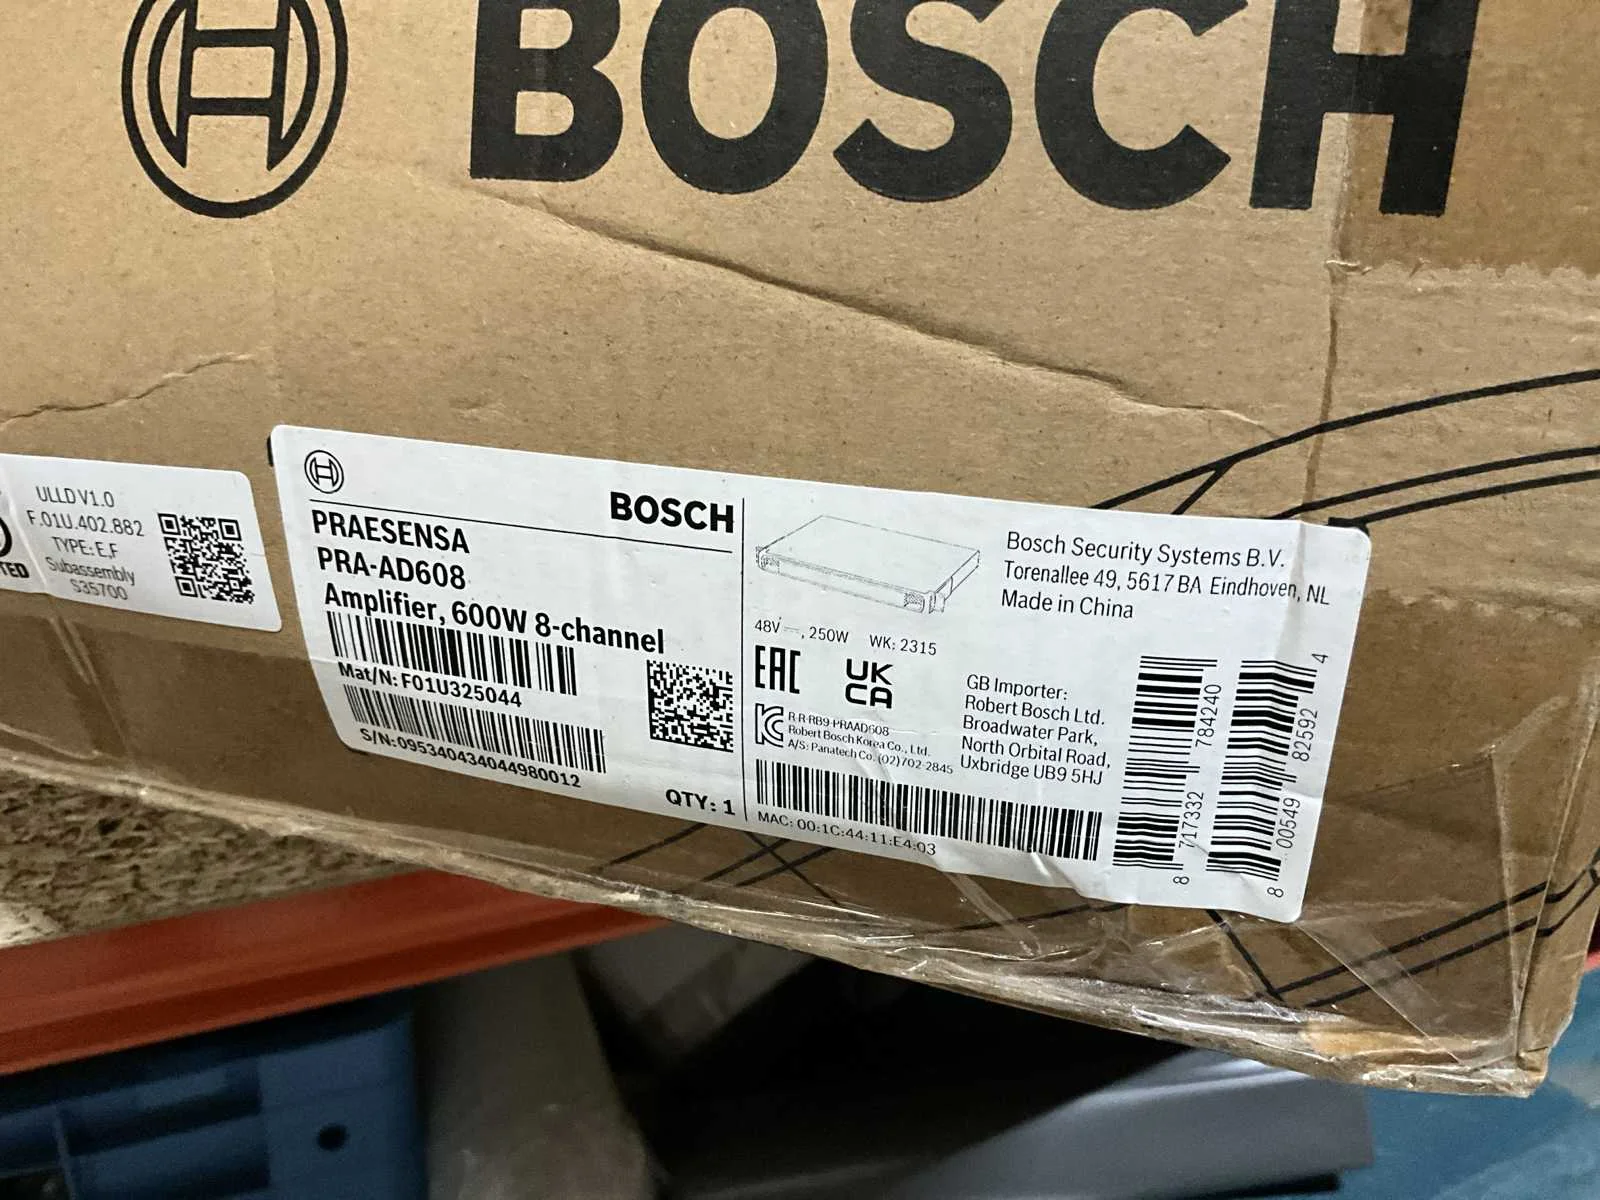 BOSCH
ULLD V1.0
F.01U.402.882
TYPE: E,F
Subassembly
S35700
TED
BOSCH
PRAESENSA
PRA-AD608
Amplifier, 600W 8-channel
Mat/N: F01U325044
S/N:095340434044980012
QTY: 1
Bosch Security Systems B.V.
Torenallee 49, 5617 BA Eindhoven, NL
Made in China
48V⎓, 250W WK: 2315
EAC
UK
CA
R-R-RB9-PRAAD608
Robert Bosch Korea Co., Ltd.
A/S: Panatech Co. (02)702-2845
GB Importer:
Robert Bosch Ltd.
Broadwater Park,
North Orbital Road,
Uxbridge UB9 5HJ
MAC: 00:1C:44:11:E4:03
8 717332 784240
8 00549 82592 4